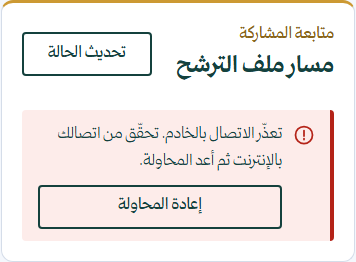 متابعة المشاركة
مسار ملف الترشح
تحديث الحالة
تعذّر الاتصال بالخادم. تحقّق من اتصالك
بالإنترنت ثم أعد المحاولة.
إعادة المحاولة